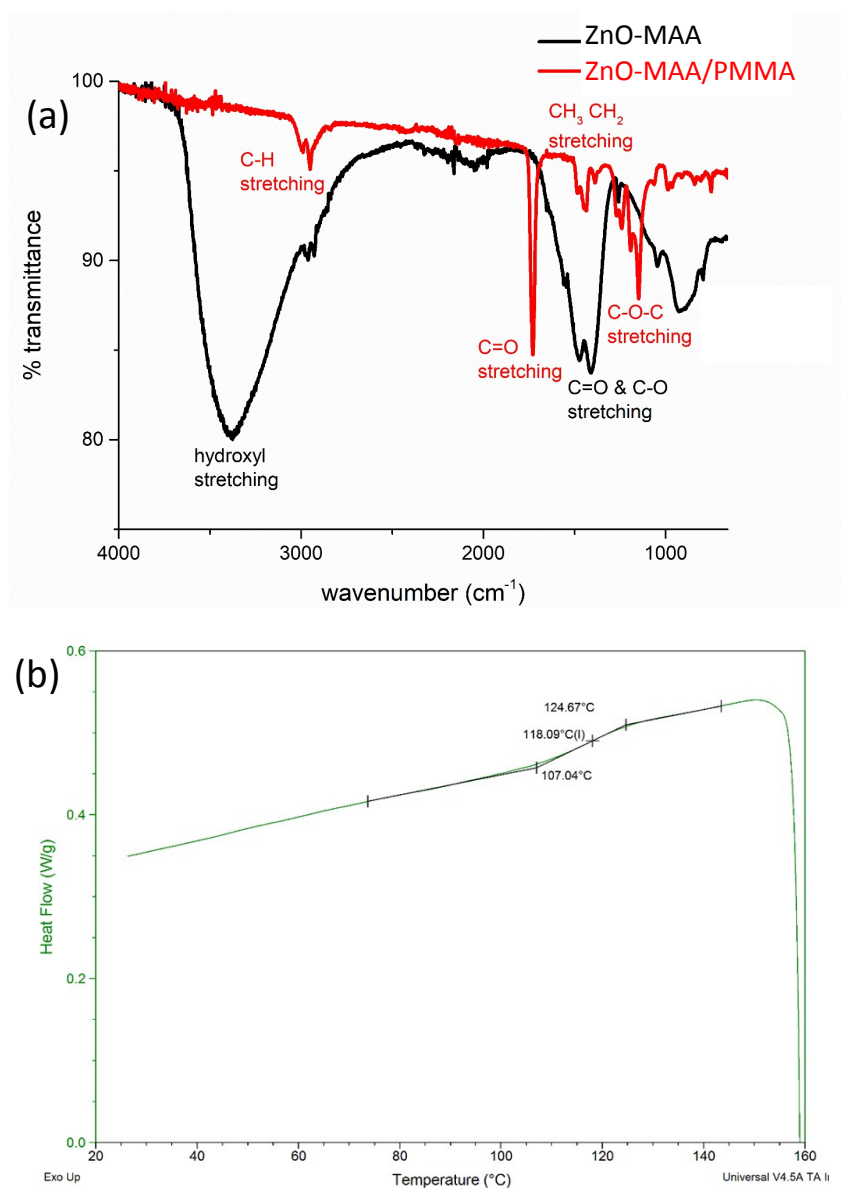 ZnO-MAA
ZnO-MAA/PMMA
(a)
100
90
80
% transmittance
C-H
stretching
CH3 CH2
stretching
C=O
stretching
C-O-C
stretching
C=O & C-O
stretching
hydroxyl
stretching
4000 3000 2000 1000
wavenumber (cm-1)
(b)
0.6
0.4
0.2
0.0
Heat Flow (W/g)
124.67°C
118.09°C(I)
107.04°C
20 40 60 80 100 120 140 160
Exo Up
Temperature (°C)
Universal V4.5A TA